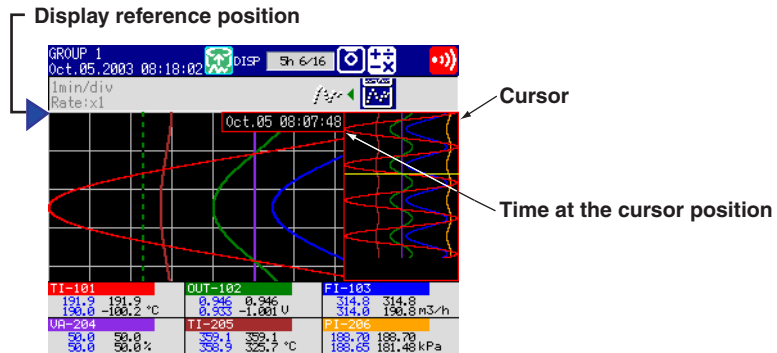 Display reference position
GROUP 1
Oct.05.2003 08:18:02
DISP
5h 6/16
1min/div
Rate:x1
Cursor
Oct.05 08:07:48
Time at the cursor position
TI-101
OUT-102
FI-103
191.9 191.9
190.0 -100.2 °C
0.946 0.946
0.933 -1.001 V
314.8 314.8
314.0 190.8 m3/h
VA-204
TI-205
PI-206
50.0 50.0
50.0 50.0 %
359.1 359.1
358.9 325.7 °C
188.70 188.70
188.65 181.48 kPa